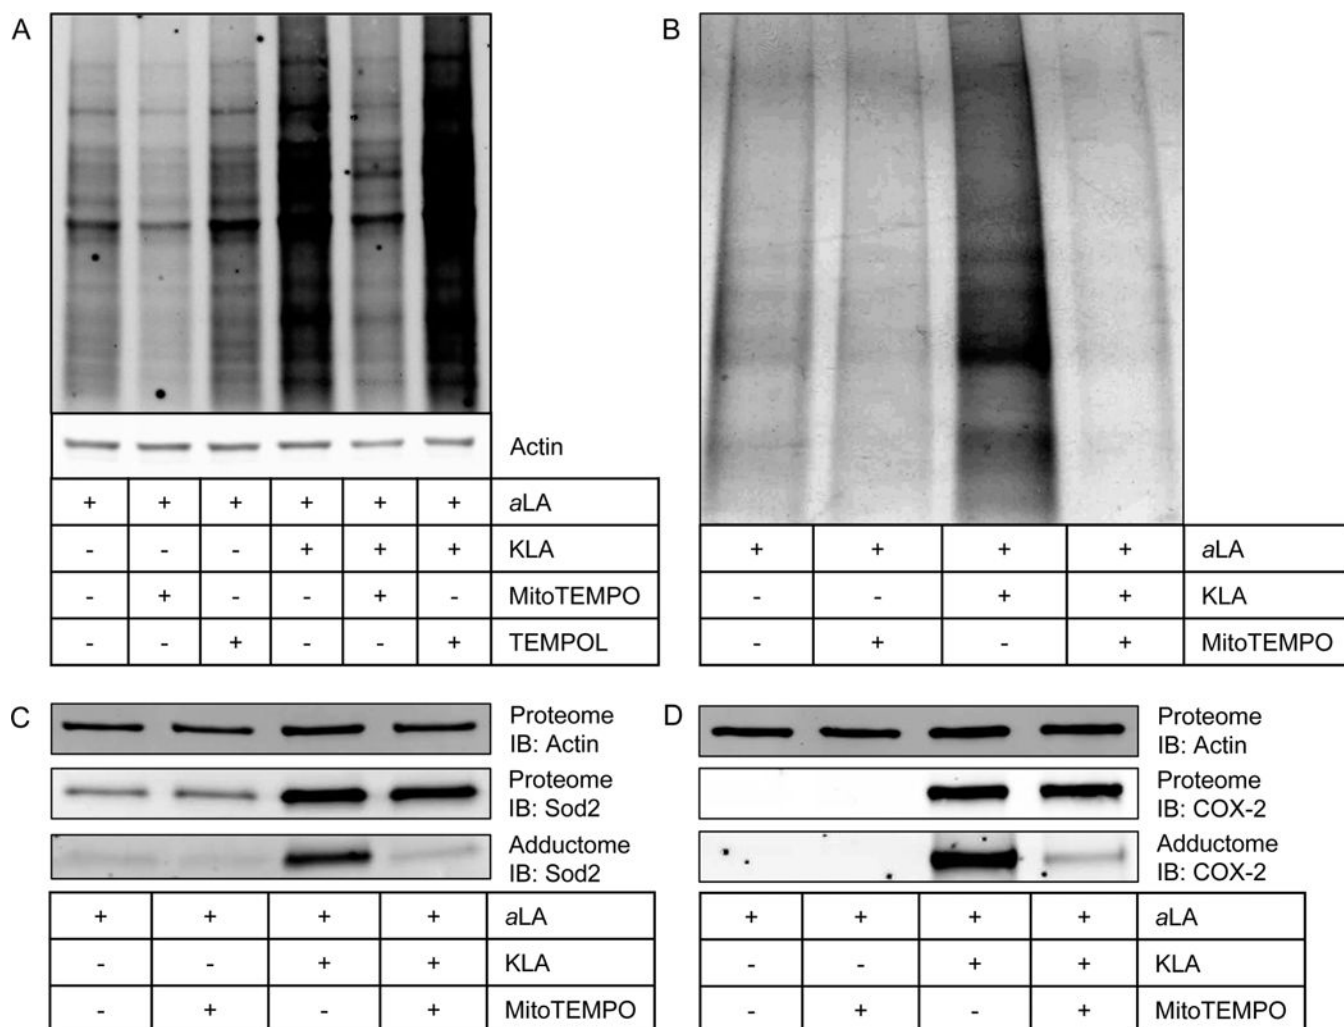 A
Actin
+ + + + + + aLA
- - - + + + KLA
- + - - + - MitoTEMPO
- - + - - + TEMPOL
B
+ + + + aLA
- - + + KLA
- + - + MitoTEMPO
C
Proteome
IB: Actin
Proteome
IB: Sod2
Adductome
IB: Sod2
+ + + + aLA
- - + + KLA
- + - + MitoTEMPO
D
Proteome
IB: Actin
Proteome
IB: COX-2
Adductome
IB: COX-2
+ + + + aLA
- - + + KLA
- + - + MitoTEMPO